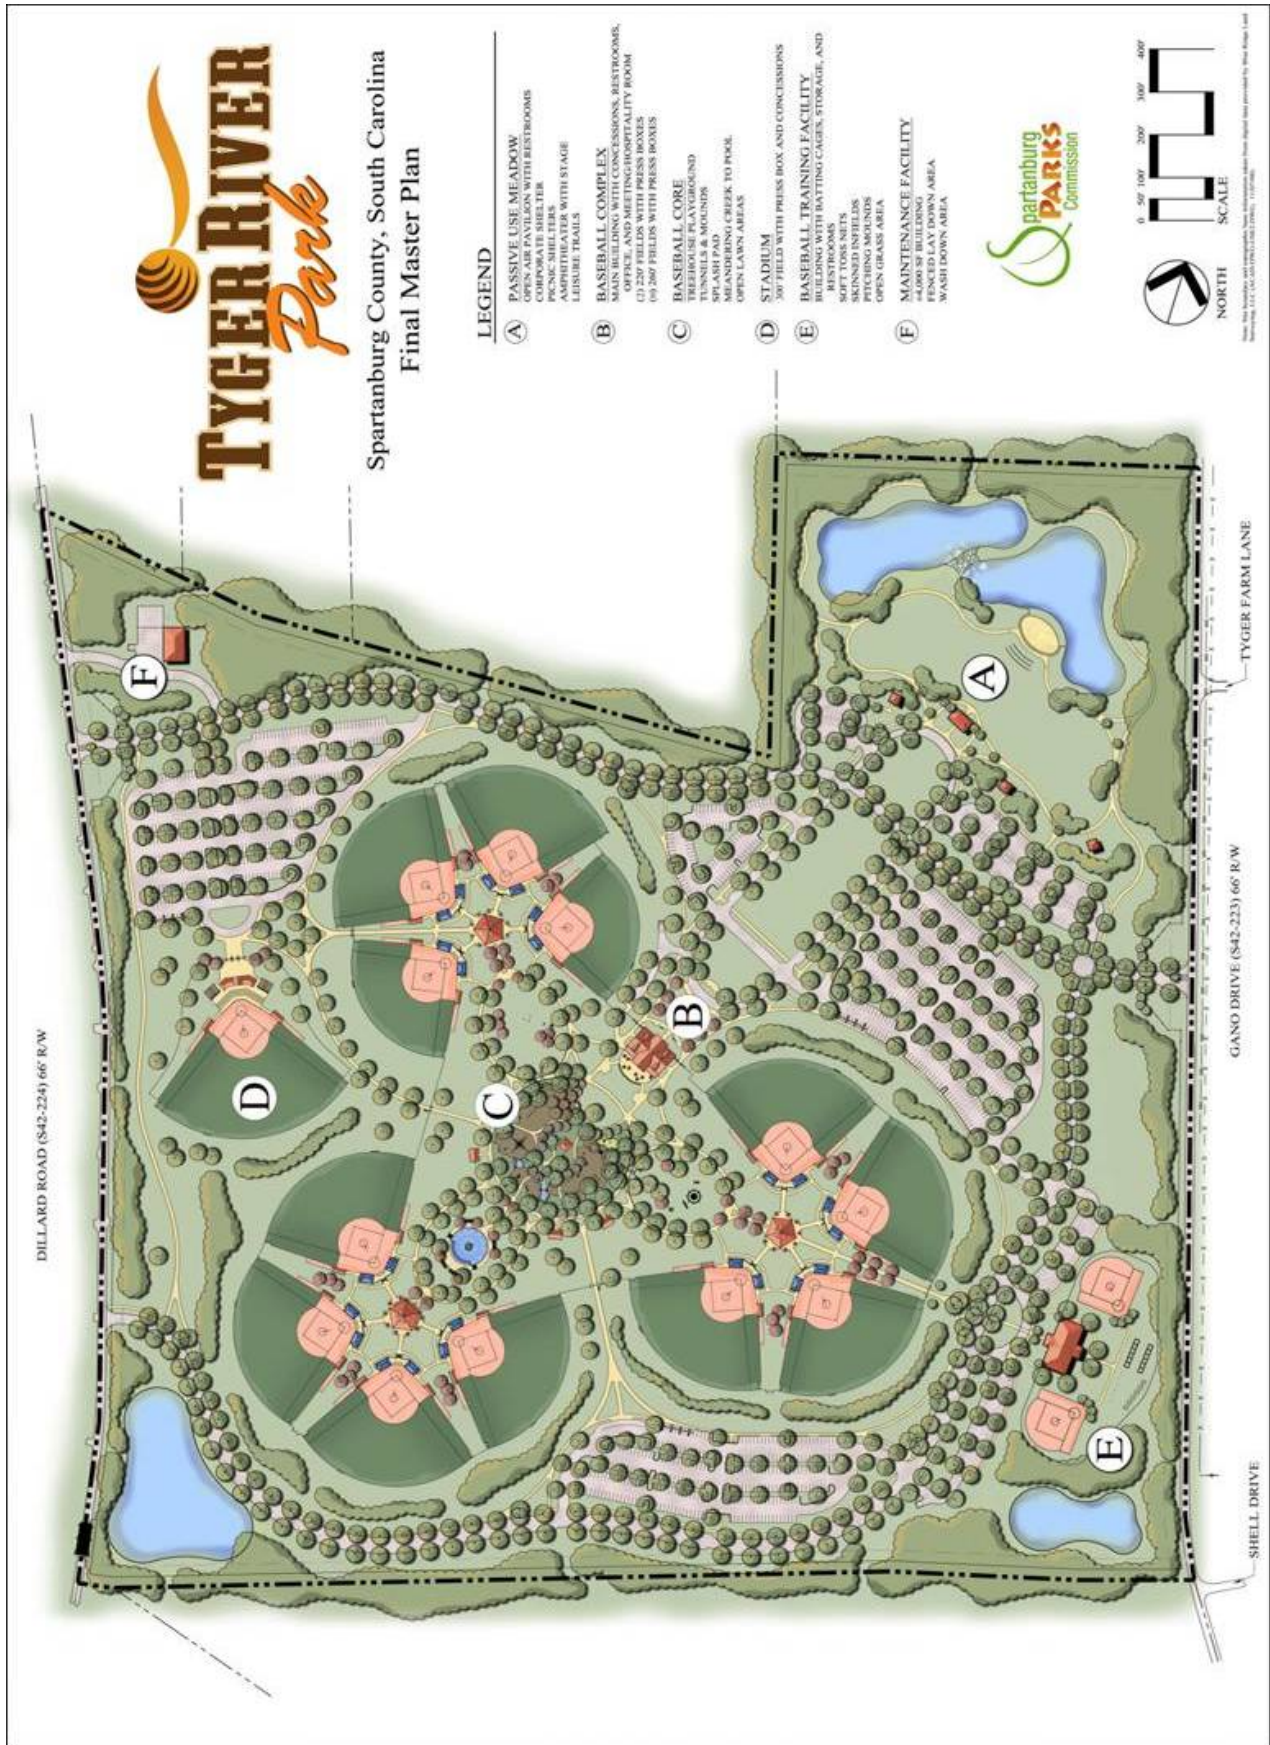 TYGER RIVER
Park
Spartanburg County, South Carolina
Final Master Plan
LEGEND
A PASSIVE USE MEADOW
OPEN AIR PAVILION WITH RESTROOMS
CORPORATE SHELTER
PICNIC SHELTERS
AMPHITHEATER WITH STAGE
LEISURE TRAILS
B BASEBALL COMPLEX
MAIN BUILDING WITH CONCESSIONS, RESTROOMS,
OFFICE, AND MEETING/HOSPITALITY ROOM
220' FIELDS WITH PRESS BOXES
260' FIELDS WITH PRESS BOXES
C BASEBALL CORE
TREEHOUSE PLAYGROUND
TUNNELS & MOUNDS
SPLASH PAD
MEANDERING CREEK TO POOL
OPEN LAWN AREAS
D STADIUM
300' FIELD WITH PRESS BOX AND CONCESSIONS
E BASEBALL TRAINING FACILITY
BUILDING WITH BATTING CAGES, STORAGE, AND
RESTROOMS
SOFT TOSS NETS
SKINNED INFIELDS
PITCHING MOUNDS
OPEN GRASS AREA
F MAINTENANCE FACILITY
SF BUILDING
FENCED LAY DOWN AREA
WASH DOWN AREA
Spartanburg
PARKS
Commission
NORTH
0 50' 100' 200' 300' 400'
SCALE
DILLARD ROAD (S42-224) 66' R/W
F
D
C
B
A
E
GANO DRIVE (S42-223) 66' R/W
TYGER FARM LANE
SHELL DRIVE